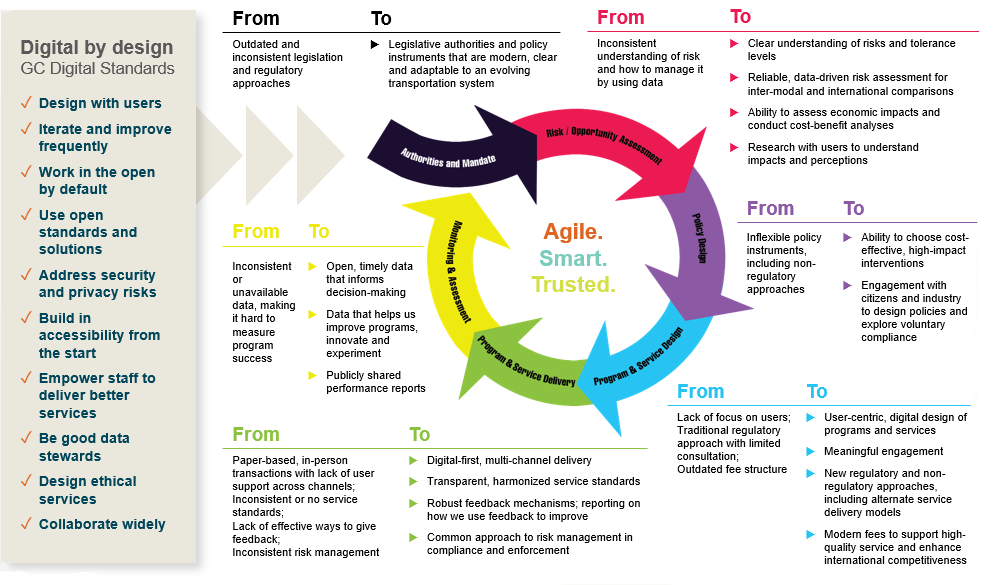 Digital by design
GC Digital Standards
✓ Design with users
✓ Iterate and improve
frequently
✓ Work in the open
by default
✓ Use open
standards and
solutions
✓ Address security
and privacy risks
✓ Build in
accessibility from
the start
✓ Empower staff to
deliver better
services
✓ Be good data
stewards
✓ Design ethical
services
✓ Collaborate widely
From
Outdated and
inconsistent legislation
and regulatory
approaches
To
Legislative authorities and policy
instruments that are modern, clear
and adaptable to an evolving
transportation system
From
Inconsistent
understanding of risk
and how to manage it
by using data
To
Clear understanding of risks and tolerance
levels
Reliable, data-driven risk assessment for
inter-modal and international comparisons
Ability to assess economic impacts and
conduct cost-benefit analyses
Research with users to understand
impacts and perceptions
Authorities and Mandate
Risk / Opportunity Assessment
Policy Design
Program & Service Design
Program & Service Delivery
Monitoring & Assessment
Agile.
Smart.
Trusted.
From
Inflexible policy
instruments,
including non-
regulatory
approaches
To
Ability to choose cost-
effective, high-impact
interventions
Engagement with
citizens and industry
to design policies and
explore voluntary
compliance
From
Inconsistent
or
unavailable
data, making
it hard to
measure
program
success
To
Open, timely data
that informs
decision-making
Data that helps us
improve programs,
innovate and
experiment
Publicly shared
performance reports
From
Lack of focus on users;
Traditional regulatory
approach with limited
consultation;
Outdated fee structure
To
User-centric, digital design of
programs and services
Meaningful engagement
New regulatory and non-
regulatory approaches,
including alternate service
delivery models
Modern fees to support high-
quality service and enhance
international competitiveness
From
Paper-based, in-person
transactions with lack of user
support across channels;
Inconsistent or no service
standards;
Lack of effective ways to give
feedback;
Inconsistent risk management
To
Digital-first, multi-channel delivery
Transparent, harmonized service standards
Robust feedback mechanisms; reporting on
how we use feedback to improve
Common approach to risk management in
compliance and enforcement